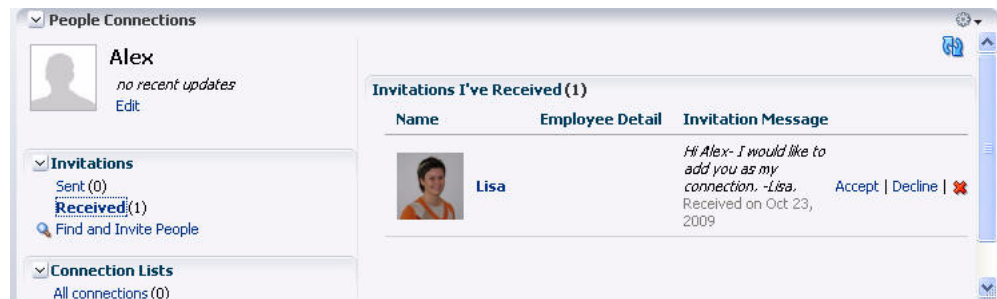 People Connections
Alex
no recent updates
Edit
Invitations
Sent (0)
Received (1)
Find and Invite People
Connection Lists
All connections (0)
Invitations I've Received (1)
Name Employee Detail Invitation Message
Lisa
Hi Alex- I would like to
add you as my
connection. -Lisa.
Received on Oct 23,
2009
Accept | Decline |